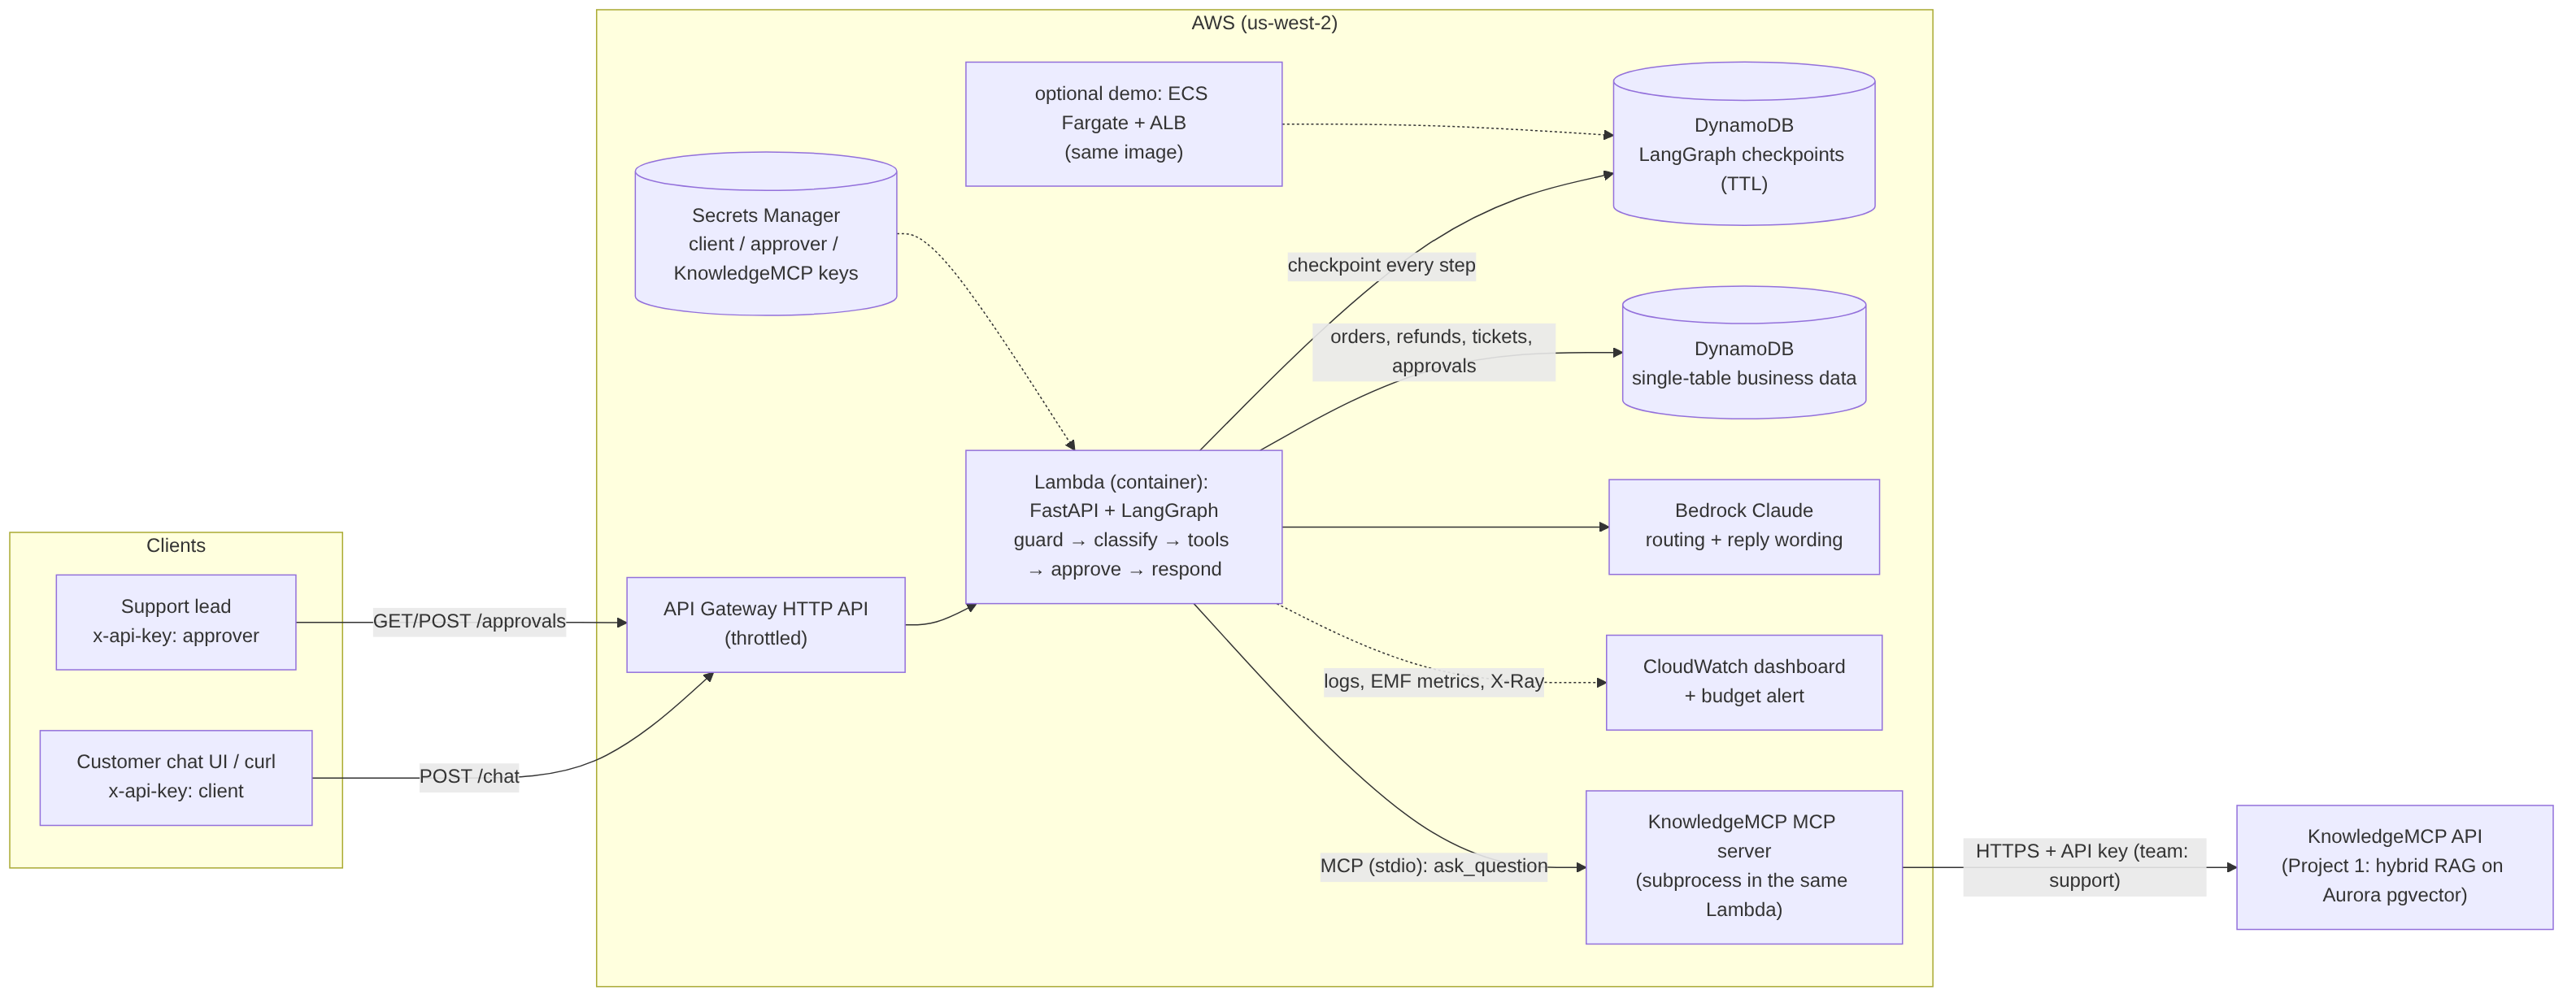 AWS (us-west-2)
optional demo: ECS
Fargate + ALB
(same image)
DynamoDB
LangGraph checkpoints
(TTL)
Secrets Manager
client / approver /
KnowledgeMCP keys
checkpoint every step
orders, refunds, tickets,
approvals
DynamoDB
single-table business data
Lambda (container):
FastAPI + LangGraph
guard → classify → tools
→ approve → respond
Bedrock Claude
routing + reply wording
Clients
Support lead
x-api-key: approver
GET/POST /approvals
API Gateway HTTP API
(throttled)
logs, EMF metrics, X-Ray
CloudWatch dashboard
+ budget alert
Customer chat UI / curl
x-api-key: client
POST /chat
MCP (stdio): ask_question
KnowledgeMCP MCP
server
(subprocess in the same
Lambda)
HTTPS + API key (team:
support)
KnowledgeMCP API
(Project 1: hybrid RAG on
Aurora pgvector)